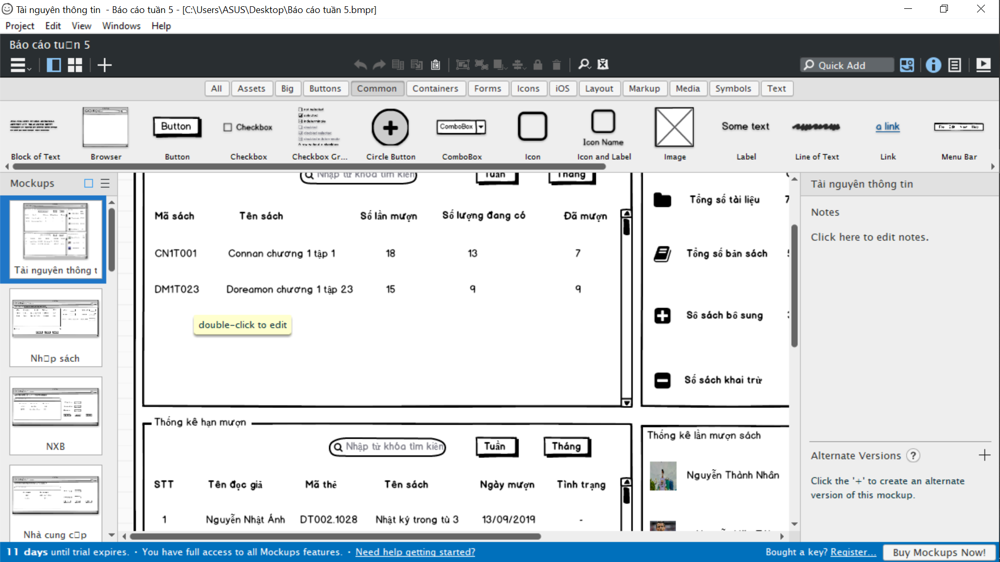 Tài nguyên thông tin - Báo cáo tuần 5 - [C:\Users\ASUS\Desktop\Báo cáo tuần 5.bmpr]
Project Edit View Windows Help
Báo cáo tu□n 5
Quick Add
All Assets Big Buttons Common Containers Forms Icons iOS Layout Markup Media Symbols Text
not selected
selected
indeterminate
disabled
disabled selected
Button Checkbox ComboBox Icon Name Some text a link File Edit View Help
Block of Text Browser Button Checkbox Checkbox Gr... Circle Button ComboBox Icon Icon and Label Image Label Line of Text Link Menu Bar
Mockups
Tài nguyên thông t
Nh□p sách
NXB
Nhà cung c□p
Nhập từ khóa tìm kiến Tuần Tháng
Mã sách Tên sách Số lần mượn Số lượng đang có Đã mượn
CN1T001 Connan chương 1 tập 1 18 13 7
DM1T023 Doreamon chương 1 tập 23 15 9 9
double-click to edit
Tổng số tài liệu 7
Tổng số bản sách
Số sách bổ sung
Số sách khai trừ
Thống kê hạn mượn
Nhập từ khóa tìm kiến Tuần Tháng
STT Tên đọc giả Mã thẻ Tên sách Ngày mượn Tình trạng
1 Nguyễn Nhật Ánh DT002.1028 Nhật ký trong tù 3 13/09/2019 -
Thống kê lần mượn sách
Nguyễn Thành Nhân
Tài nguyên thông tin
Notes
Click here to edit notes.
Alternate Versions ?
Click the '+' to create an alternate
version of this mockup.
11 days until trial expires. · You have full access to all Mockups features. · Need help getting started?
Bought a key? Register... Buy Mockups Now!